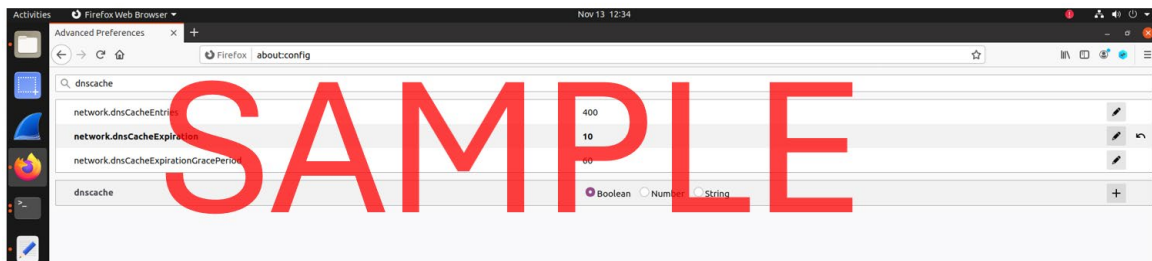 Activities Firefox Web Browser Nov 13 12:34
Advanced Preferences
Firefox about:config
dnscache
network.dnsCacheEntries 400
network.dnsCacheExpiration 10
network.dnsCacheExpirationGracePeriod 60
dnscache Boolean Number String
SAMPLE